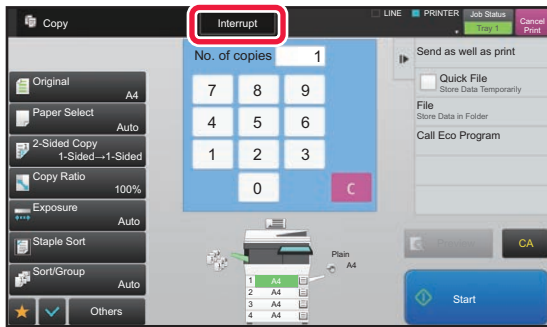 Copy
Interrupt
LINE
PRINTER
Job Status
Tray 1
Cancel
Print
Original
A4
Paper Select
Auto
2-Sided Copy
1-Sided→1-Sided
Copy Ratio
100%
Exposure
Auto
Staple Sort
Sort/Group
Auto
Others
No. of copies 1
7 8 9
4 5 6
1 2 3
0 C
Plain
A4
1 A4
2 A4
3 A4
4 A4
Send as well as print
Quick File
Store Data Temporarily
File
Store Data in Folder
Call Eco Program
CA
Start